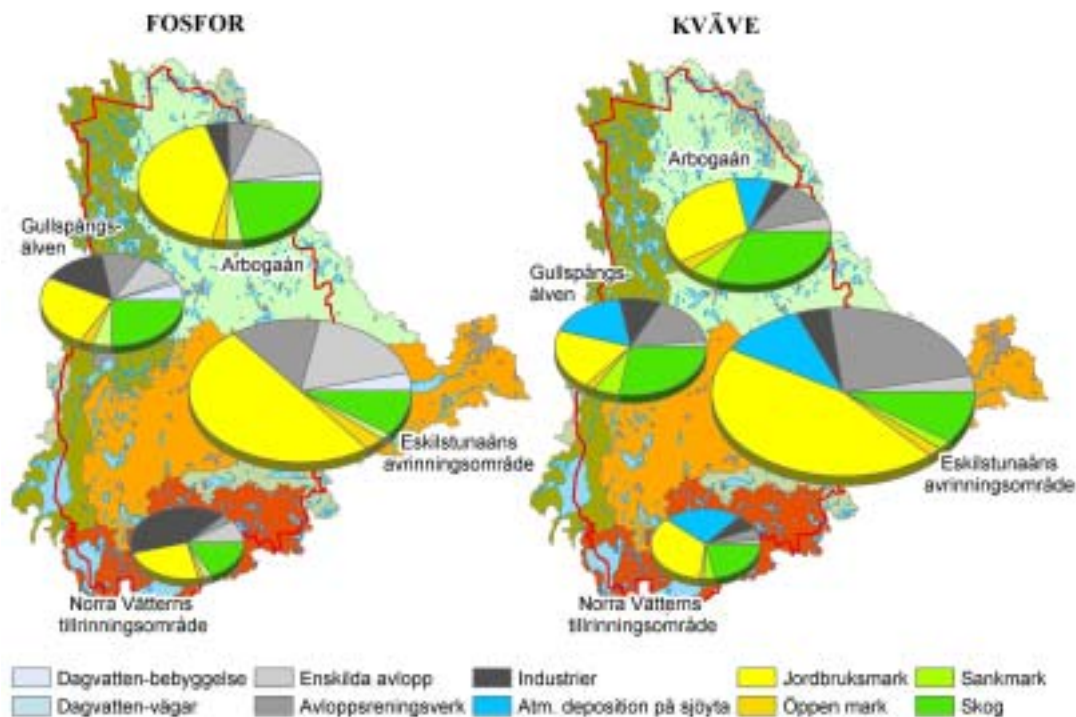 FOSFOR
KVÄVE
Arbogaån
Gullspångs-
älven
Arbogaån
Gullspångs-
älven
Eskilstunaåns
avrinningsområde
Eskilstunaåns
avrinningsområde
Norra Vätterns
tillrinningsområde
Norra Vätterns
tillrinningsområde
Dagvatten-bebyggelse
Enskilda avlopp
Industrier
Jordbruksmark
Sankmark
Dagvatten-vägar
Avloppsreningsverk
Atm. deposition på sjöyta
Öppen mark
Skog